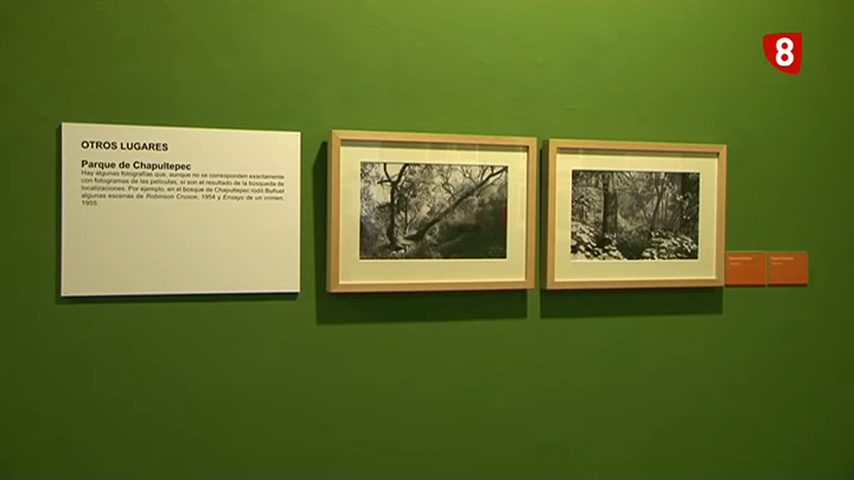 8
OTROS LUGARES
Parque de Chapultepec
Hay algunas fotografías que, aunque no se corresponden exactamente
con fotogramas de las películas, sí son el resultado de la búsqueda de
localizaciones. Por ejemplo, en el bosque de Chapultepec rodó Buñuel
algunas escenas de Robinson Crusoe, 1954 y Ensayo de un crimen,
1955.